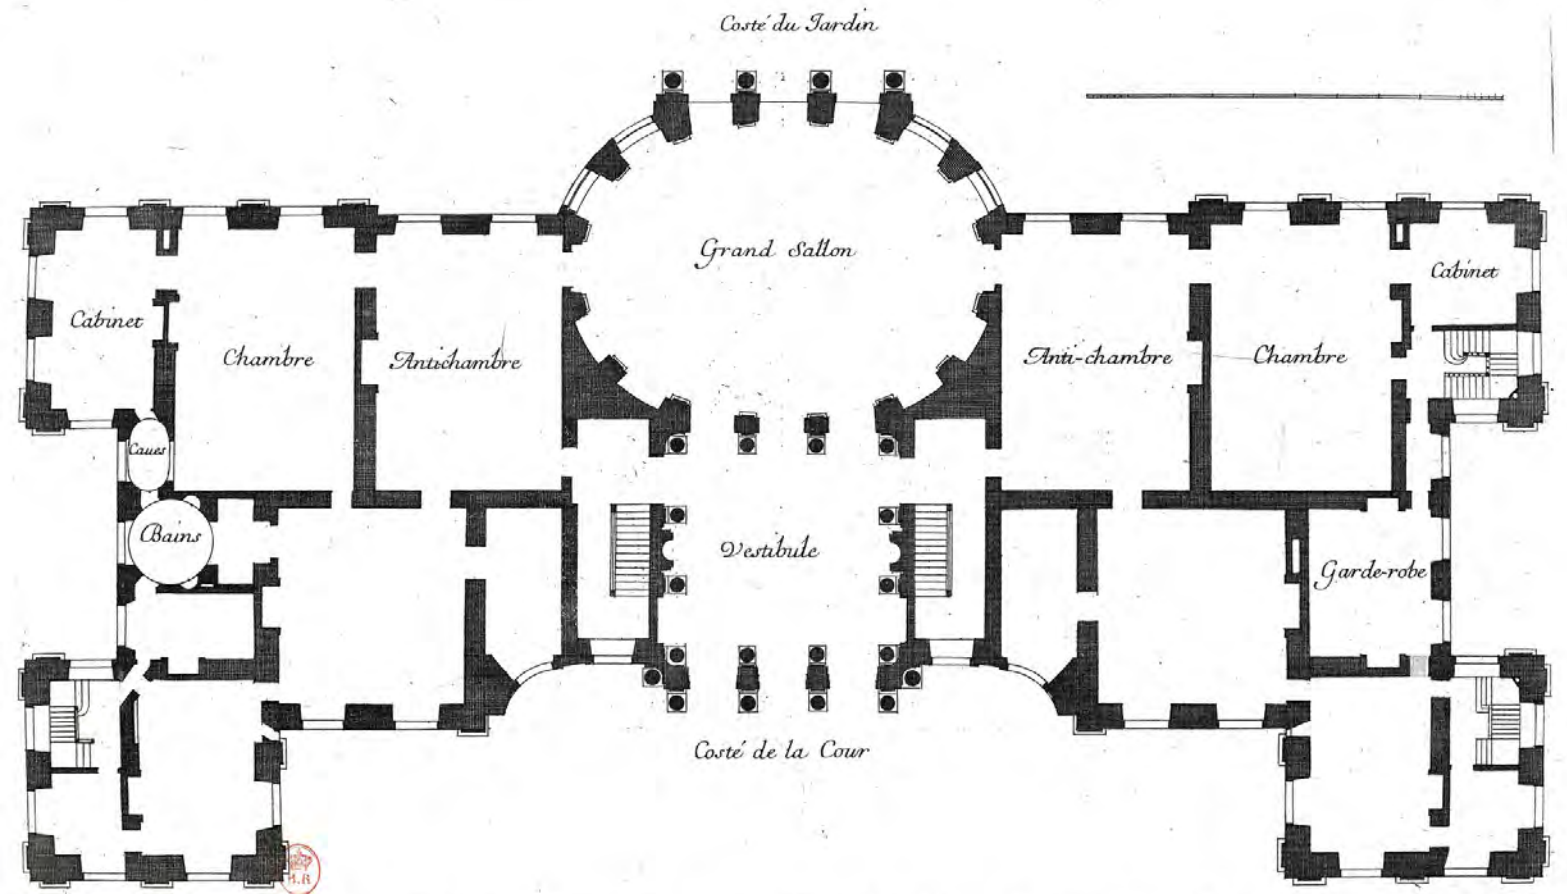 Costé du Jardin
Grand Sallon
Cabinet
Cabinet
Chambre
Antichambre
Anti-chambre
Chambre
Caues
Bains
Vestibule
Garde-robe
Costé de la Cour